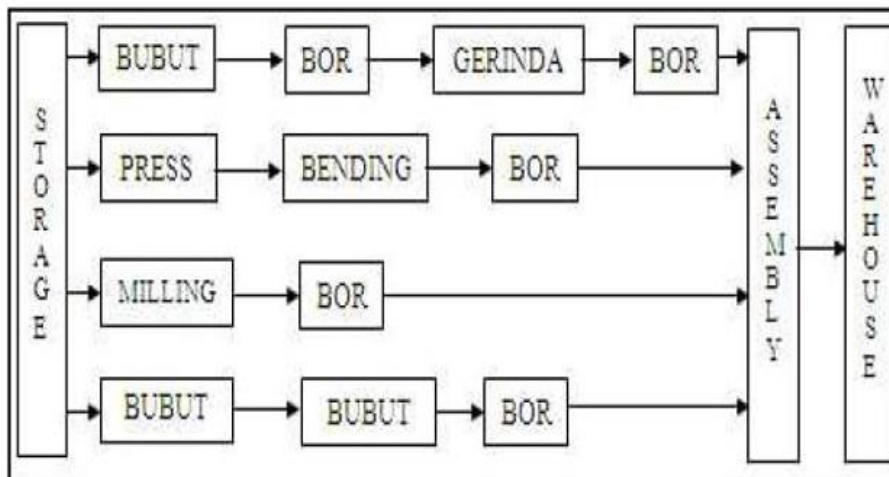 STORAGE
BUBUT
BOR
GERINDA
BOR
PRESS
BENDING
BOR
MILLING
BOR
BUBUT
BUBUT
BOR
ASSEMBLY
WAREHOUSE